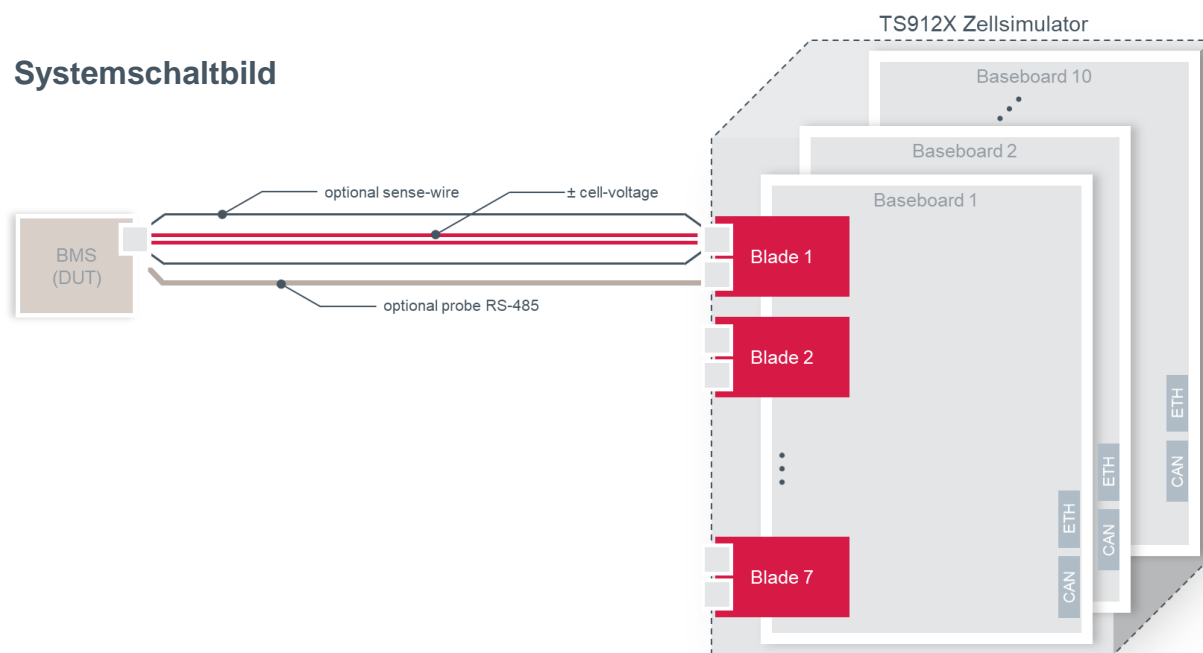 TS912X Zellsimulator
Systemschaltbild
Baseboard 10
Baseboard 2
Baseboard 1
optional sense-wire
± cell-voltage
BMS
(DUT)
optional probe RS-485
Blade 1
Blade 2
Blade 7
ETH
CAN
ETH
CAN
ETH
CAN